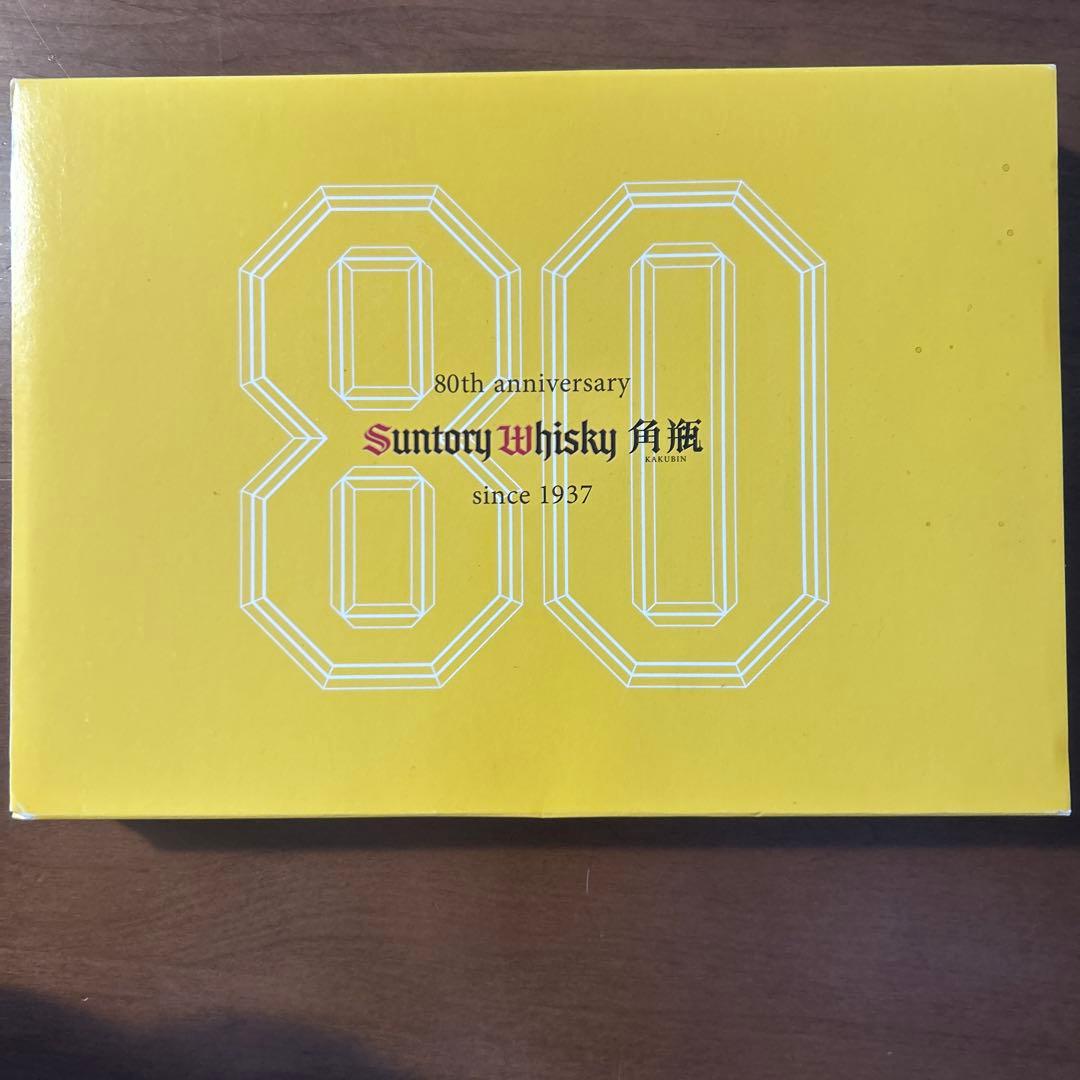 80
80th anniversary
Suntory Whisky 角瓶
KAKUBIN
since 1937